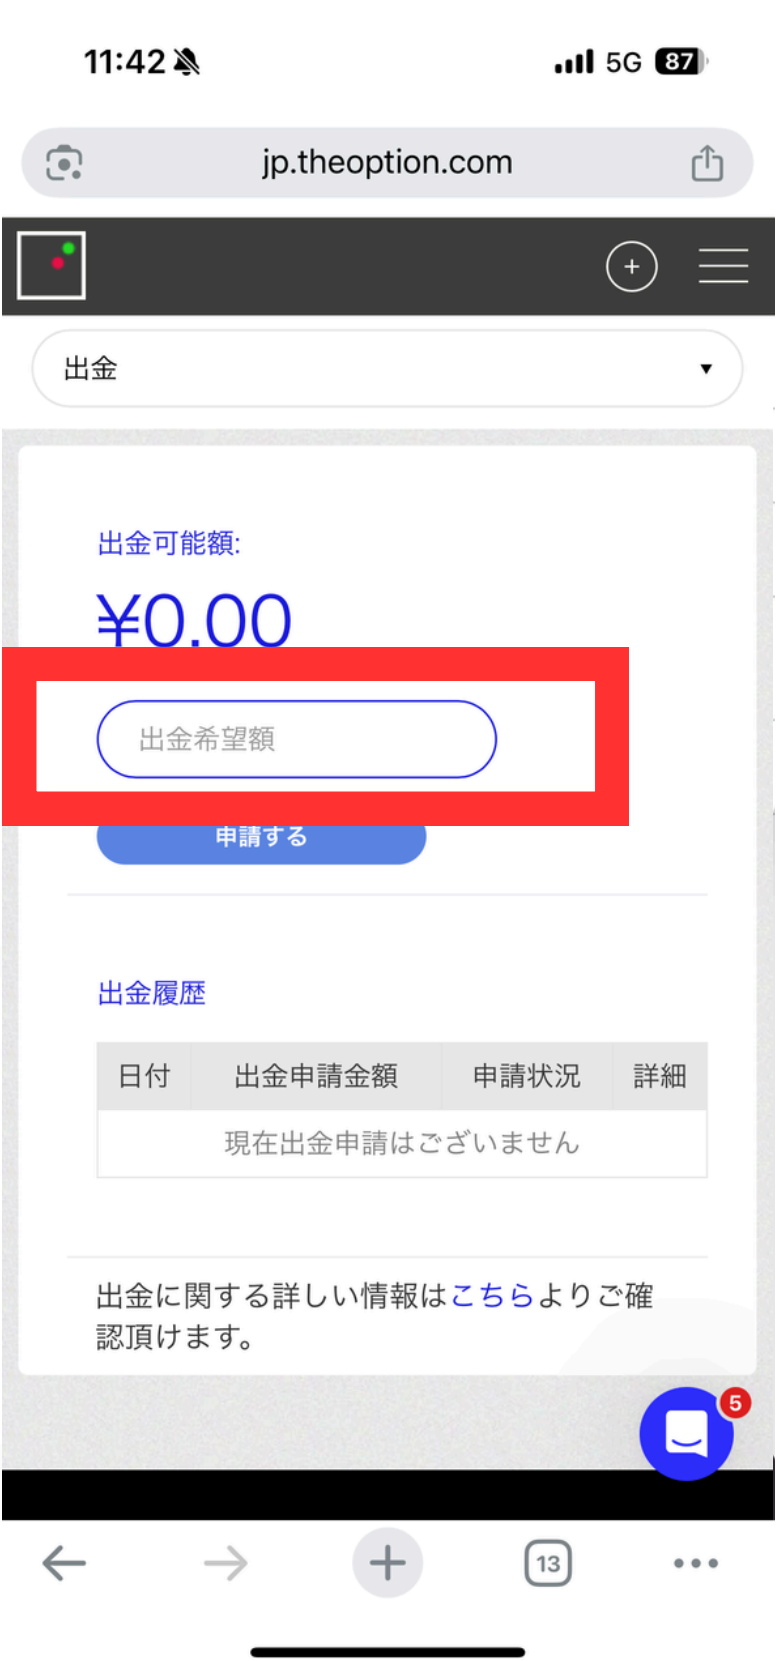 11:42
5G 87
jp.theoption.com
出金
出金可能額:
¥0.00
出金希望額
申請する
出金履歴
日付 出金申請金額 申請状況 詳細
現在出金申請はございません
出金に関する詳しい情報はこちらよりご確
認頂けます。
5
13